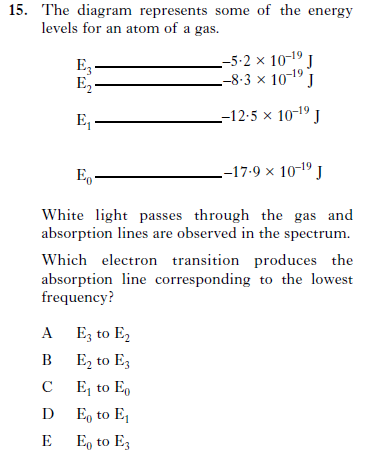 15. The diagram represents some of the energy
levels for an atom of a gas.
E₃ –5·2 × 10⁻¹⁹ J
E₂ –8·3 × 10⁻¹⁹ J
E₁ –12·5 × 10⁻¹⁹ J
E₀ –17·9 × 10⁻¹⁹ J
White light passes through the gas and
absorption lines are observed in the spectrum.
Which electron transition produces the
absorption line corresponding to the lowest
frequency?
A E₃ to E₂
B E₂ to E₃
C E₁ to E₀
D E₀ to E₁
E E₀ to E₃